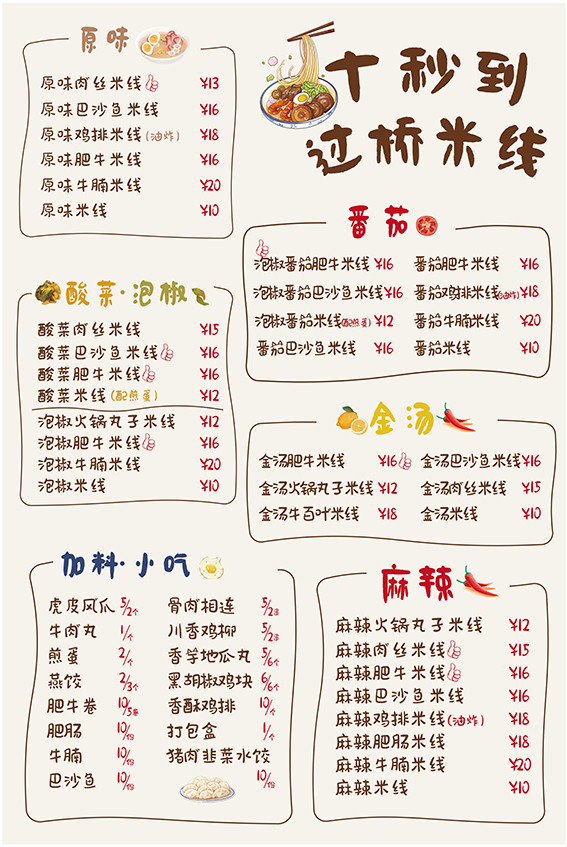 十秒到
过桥米线
原味
原味肉丝米线 ¥13
原味巴沙鱼米线 ¥16
原味鸡排米线(油炸) ¥18
原味肥牛米线 ¥16
原味牛腩米线 ¥20
原味米线 ¥10
番茄
泡椒番茄肥牛米线 ¥16 番茄肥牛米线 ¥16
泡椒番茄巴沙鱼米线 ¥16 番茄鸡排米线(油炸) ¥18
泡椒番茄米线(配煎蛋) ¥12 番茄牛腩米线 ¥20
番茄巴沙鱼米线 ¥16 番茄米线 ¥10
酸菜·泡椒
酸菜肉丝米线 ¥15
酸菜巴沙鱼米线 ¥16
酸菜肥牛米线 ¥16
酸菜米线(配煎蛋) ¥12
泡椒火锅丸子米线 ¥12
泡椒肥牛米线 ¥16
泡椒牛腩米线 ¥20
泡椒米线 ¥10
金汤
金汤肥牛米线 ¥16 金汤巴沙鱼米线 ¥16
金汤火锅丸子米线 ¥12 金汤肉丝米线 ¥15
金汤牛百叶米线 ¥18 金汤米线 ¥10
加料·小吃
虎皮风爪 5/2个 骨肉相连 5/2串
牛肉丸 1/个 川香鸡柳 5/2串
煎蛋 2/个 香芋地瓜丸 5/6个
燕饺 2/3个 黑胡椒鸡块 6/6个
肥牛卷 10/5卷 香酥鸡排 10/个
肥肠 10/份 打包盒 1/个
牛腩 10/份 猪肉韭菜水饺
巴沙鱼 10/份 10/份
麻辣
麻辣火锅丸子米线 ¥12
麻辣肉丝米线 ¥15
麻辣肥牛米线 ¥16
麻辣巴沙鱼米线 ¥16
麻辣鸡排米线(油炸) ¥18
麻辣肥肠米线 ¥18
麻辣牛腩米线 ¥20
麻辣米线 ¥10